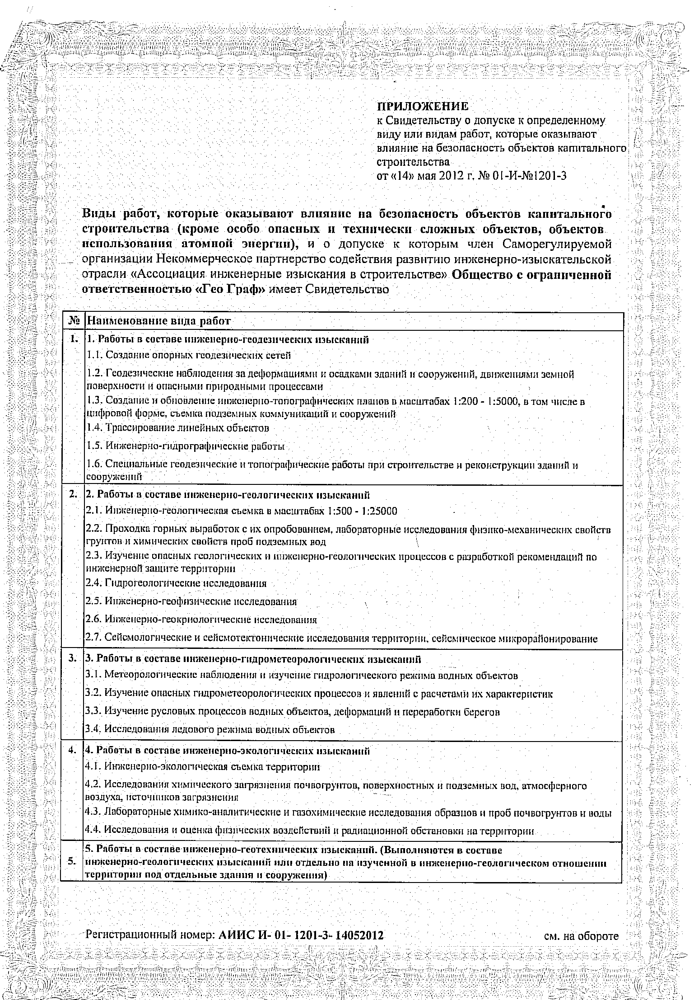 ПРИЛОЖЕНИЕ
к Свидетельству о допуске к определенному
виду или видам работ, которые оказывают
влияние на безопасность объектов капитального
строительства
от «14» мая 2012 г. № 01-И-№1201-3
Виды работ, которые оказывают влияние на безопасность объектов капитального
строительства (кроме особо опасных и технически сложных объектов, объектов
использования атомной энергии), и о допуске к которым член Саморегулируемой
организации Некоммерческое партнерство содействия развитию инженерно-изыскательской
отрасли «Ассоциация инженерные изыскания в строительстве» Общество с ограниченной
ответственностью «Гео Граф» имеет Свидетельство
№ Наименование вида работ
1. 1. Работы в составе инженерно-геодезических изысканий
1.1. Создание опорных геодезических сетей
1.2. Геодезические наблюдения за деформациями и осадками зданий и сооружений, движениями земной
поверхности и опасными природными процессами
1.3. Создание и обновление инженерно-топографических планов в масштабах 1:200 - 1:5000, в том числе в
цифровой форме, съемка подземных коммуникаций и сооружений
1.4. Трассирование линейных объектов
1.5. Инженерно-гидрографические работы
1.6. Специальные геодезические и топографические работы при строительстве и реконструкции зданий и
сооружений
2. 2. Работы в составе инженерно-геологических изысканий
2.1. Инженерно-геологическая съемка в масштабах 1:500 - 1:25000
2.2. Проходка горных выработок с их опробованием, лабораторные исследования физико-механических свойств
грунтов и химических свойств проб подземных вод
2.3. Изучение опасных геологических и инженерно-геологических процессов с разработкой рекомендаций по
инженерной защите территории
2.4. Гидрогеологические исследования
2.5. Инженерно-геофизические исследования
2.6. Инженерно-геокриологические исследования
2.7. Сейсмологические и сейсмотектонические исследования территории, сейсмическое микрорайонирование
3. 3. Работы в составе инженерно-гидрометеорологических изысканий
3.1. Метеорологические наблюдения и изучение гидрологического режима водных объектов
3.2. Изучение опасных гидрометеорологических процессов и явлений с расчетами их характеристик
3.3. Изучение русловых процессов водных объектов, деформаций и переработки берегов
3.4. Исследования ледового режима водных объектов
4. 4. Работы в составе инженерно-экологических изысканий
4.1. Инженерно-экологическая съемка территории
4.2. Исследования химического загрязнения почвогрунтов, поверхностных и подземных вод, атмосферного
воздуха, источников загрязнения
4.3. Лабораторные химико-аналитические и газохимические исследования образцов и проб почвогрунтов и воды
4.4. Исследования и оценка физических воздействий и радиационной обстановки на территории
5. Работы в составе инженерно-геотехнических изысканий. (Выполняются в составе
5. инженерно-геологических изысканий или отдельно на изученной в инженерно-геологическом отношении
территории под отдельные здания и сооружения)
Регистрационный номер: АИИС И- 01- 1201-3- 14052012 см. на обороте